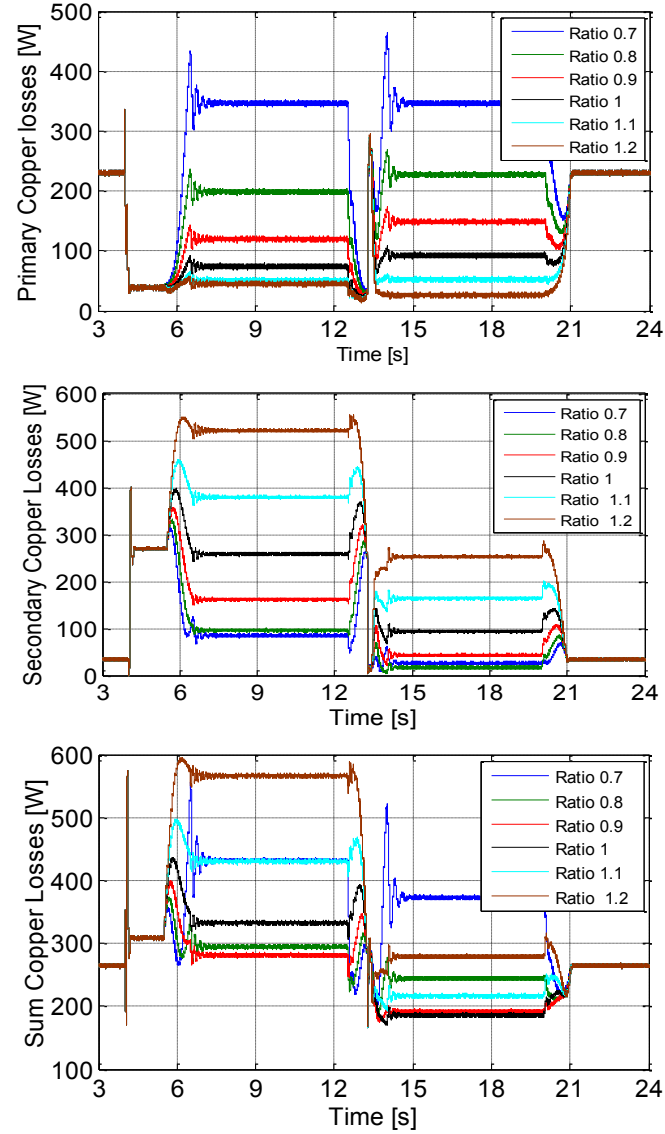 Primary Copper losses [W]
500
400
300
200
100
0
Ratio 0.7
Ratio 0.8
Ratio 0.9
Ratio 1
Ratio 1.1
Ratio 1.2
3 6 9 12 15 18 21 24
Time [s]
Secondary Copper Losses [W]
600
500
400
300
200
100
0
Ratio 0.7
Ratio 0.8
Ratio 0.9
Ratio 1
Ratio 1.1
Ratio 1.2
3 6 9 12 15 18 21 24
Time [s]
Sum Copper Losses [W]
600
500
400
300
200
100
Ratio 0.7
Ratio 0.8
Ratio 0.9
Ratio 1
Ratio 1.1
Ratio 1.2
3 6 9 12 15 18 21 24
Time [s]